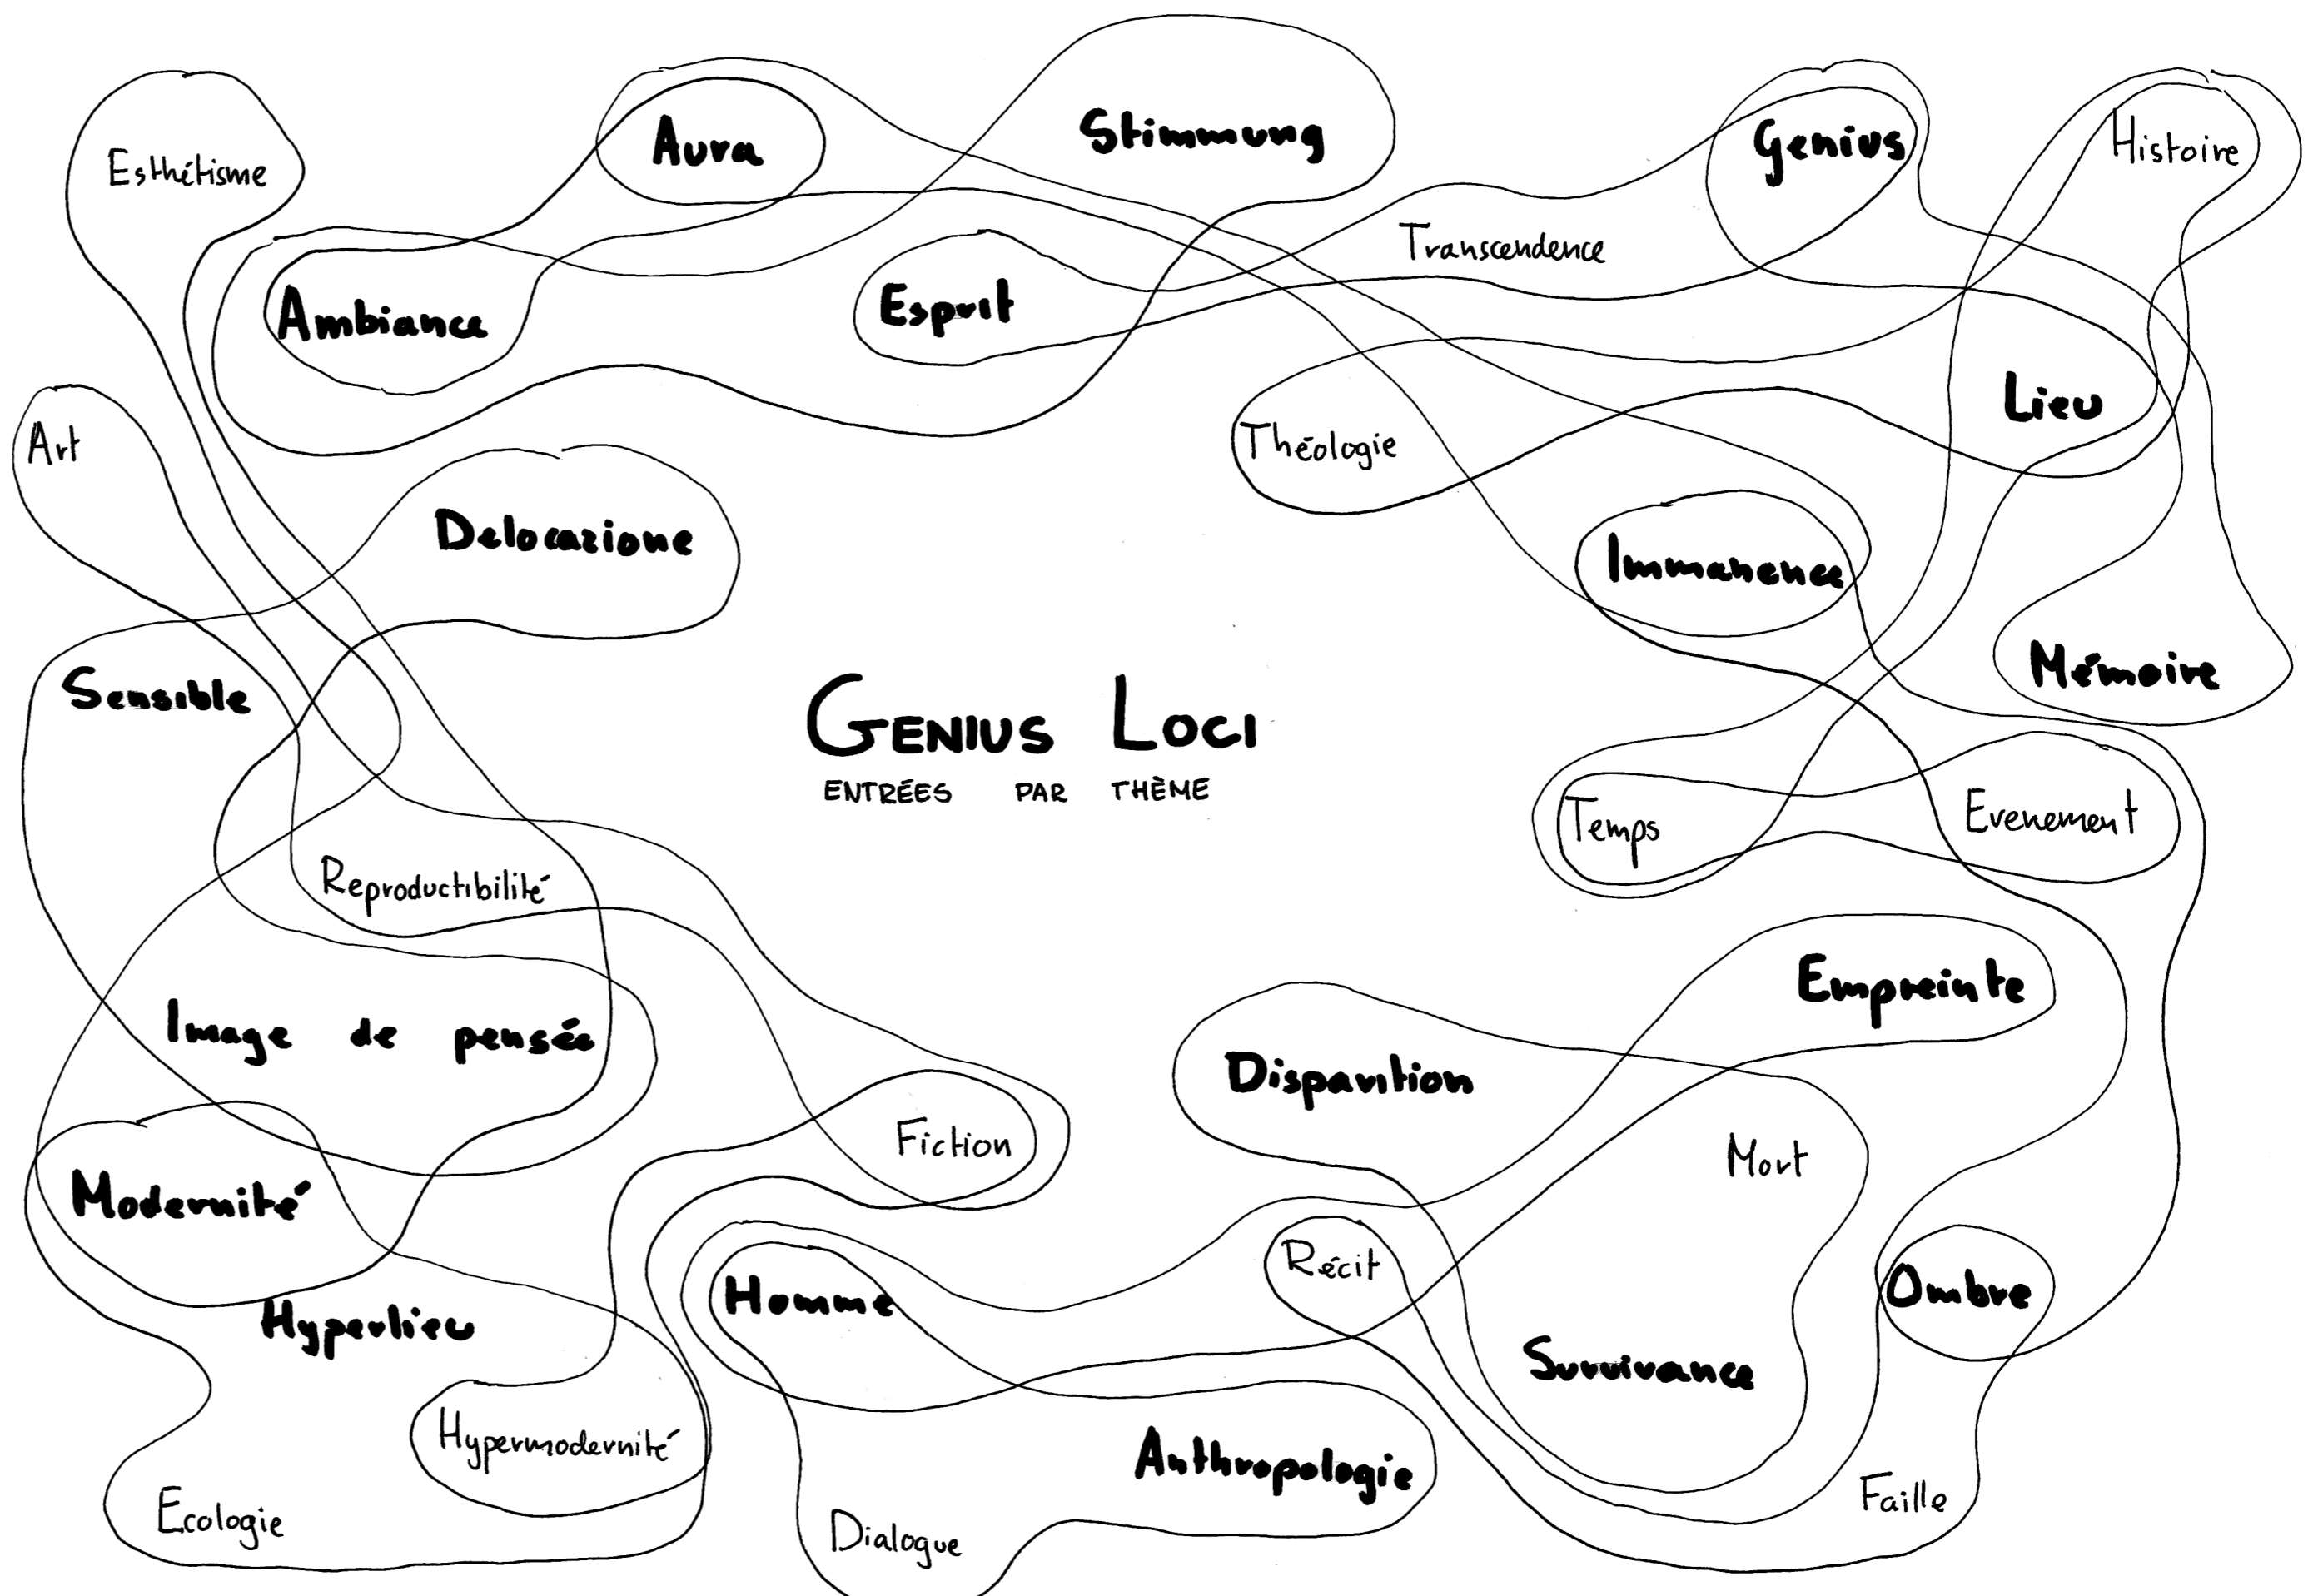 Stimmung
Aura
Genius
Histoire
Esthétisme
Transcendence
Esprit
Ambiance
Lieu
Art
Théologie
Delocazione
Immanence
Sensible
Mémoire
GENIUS LOCI
ENTRÉES PAR THÈME
Temps
Evenement
Reproductibilité
Empreinte
Image de pensée
Disparition
Fiction
Mort
Modernité
Récit
Homme
Ombre
Hyperlieu
Survivance
Hypermodernité
Anthropologie
Faille
Ecologie
Dialogue